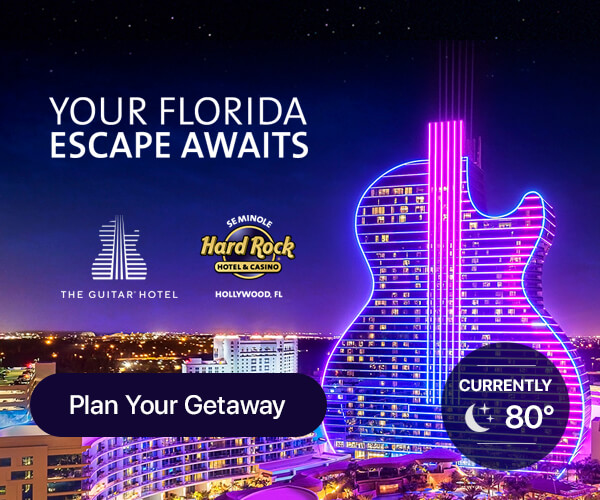 YOUR FLORIDA
ESCAPE AWAITS
THE GUITAR® HOTEL
SEMINOLE
Hard Rock
HOTEL & CASINO
HOLLYWOOD, FL
Plan Your Getaway
CURRENTLY
80°